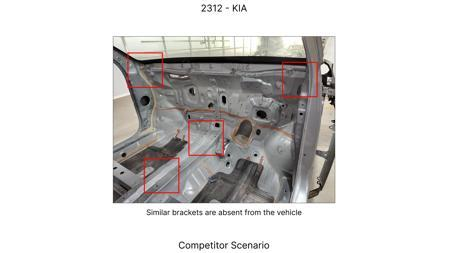 2312 - KIA
Similar brackets are absent from the vehicle
Competitor Scenario